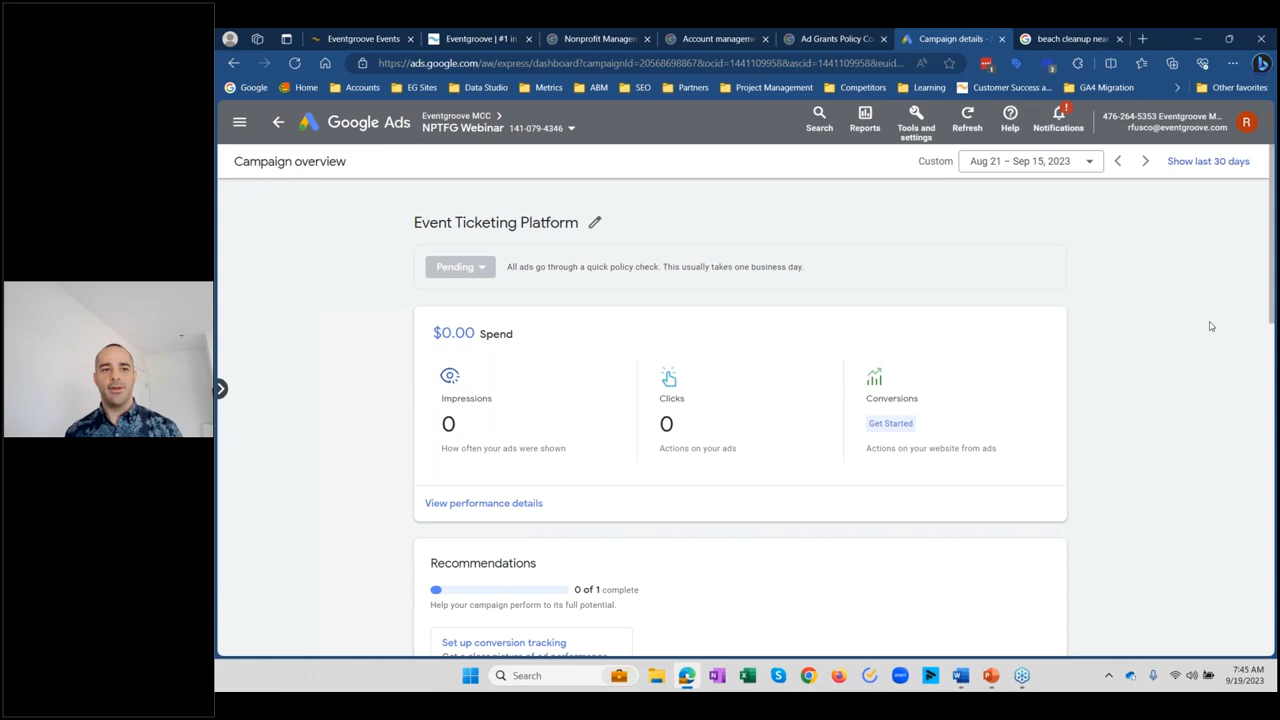 Eventgroove Events
Eventgroove | #1 in
Nonprofit Manage
Account managem
Ad Grants Policy Co
Campaign details -
beach cleanup near
https://ads.google.com/aw/express/dashboard?campaignId=20568698867&ocid=1441109958&ascid=1441109958&euid...
Google
Home
Accounts
EG Sites
Data Studio
Metrics
ABM
SEO
Partners
Project Management
Competitors
Learning
Customer Success a...
GA4 Migration
Other favorites
Google Ads
Eventgroove MCC
NPTFG Webinar 141-079-4346
Search
Reports
Tools and
settings
Refresh
Help
Notifications
476-264-5353 Eventgroove M...
rfusco@eventgroove.com
R
Campaign overview
Custom
Aug 21 – Sep 15, 2023
Show last 30 days
Event Ticketing Platform
Pending
All ads go through a quick policy check. This usually takes one business day.
$0.00 Spend
Impressions
0
How often your ads were shown
Clicks
0
Actions on your ads
Conversions
Get Started
Actions on your website from ads
View performance details
Recommendations
0 of 1 complete
Help your campaign perform to its full potential.
Set up conversion tracking
Search
7:45 AM
9/19/2023